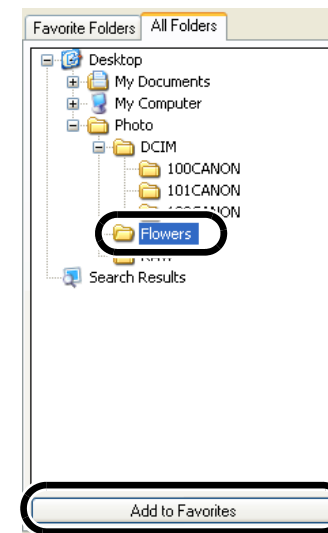 Favorite Folders All Folders
Desktop
My Documents
My Computer
Photo
DCIM
100CANON
101CANON
Flowers
Search Results
Add to Favorites